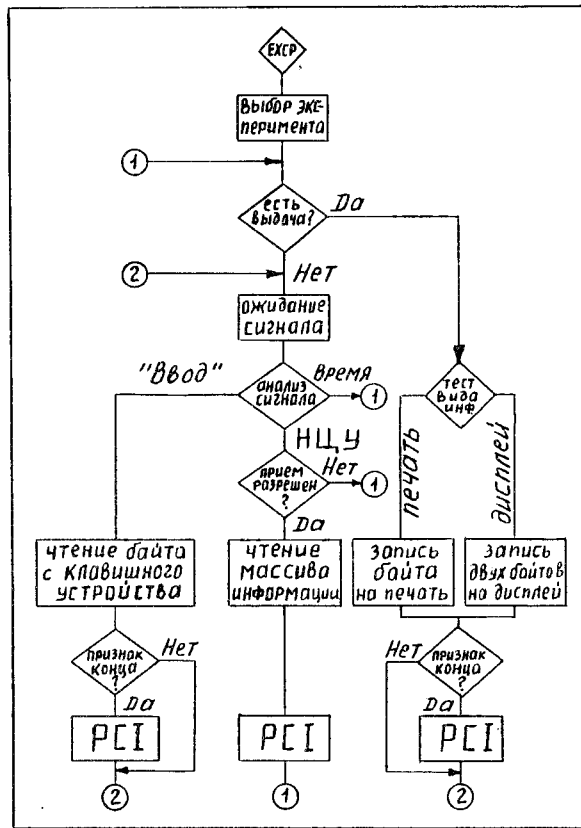 EXCP
ВЫБОР ЭКС-
ПЕРИМЕНТА
1
ЕСТЬ
ВЫДАЧА?
Да
2
Нет
ОЖИДАНИЕ
СИГНАЛА
"Ввод"
АНАЛИЗ
СИГНАЛА
ВРЕМЯ
1
ТЕСТ
ВИДА
ИНФ.
НЦУ
ПРИЕМ
РАЗРЕШЕН
?
Нет
1
Да
печать
дисплей
ЧТЕНИЕ байта
с КЛАВИШНОГО
УСТРОЙСТВА
ЧТЕНИЕ
МАССИВА
ИНФОРМАЦИИ
ЗАПИСЬ
байта
на печать
ЗАПИСЬ
двух байтов
на дисплей
ПРИЗНАК
КОНЦА
?
Нет
Да
Нет
ПРИЗНАК
КОНЦА
?
Да
PCI
PCI
PCI
2
1
2